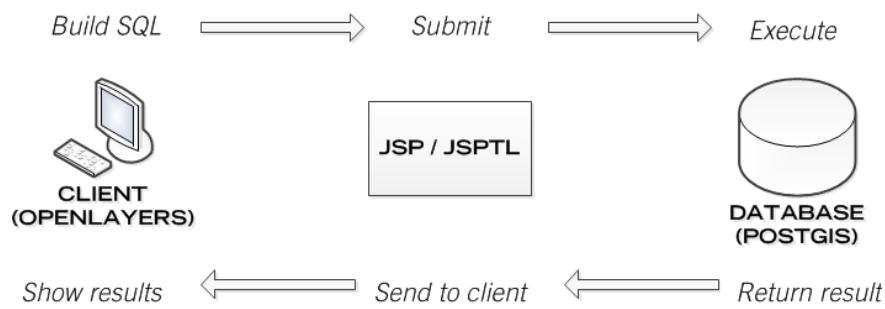 Build SQL
Submit
Execute
JSP / JSPTL
CLIENT
(OPENLAYERS)
DATABASE
(POSTGIS)
Show results
Send to client
Return result